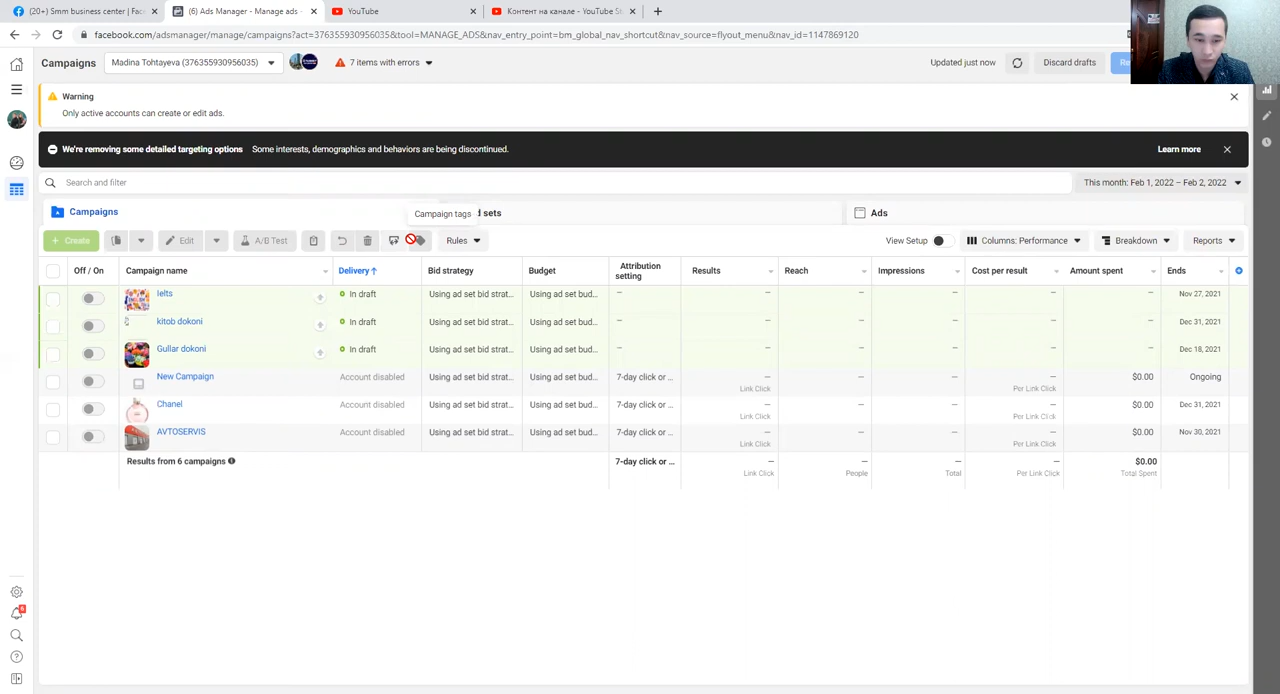 (20+) Smm business center | Fac
(6) Ads Manager - Manage ads -
YouTube
Контент на канале - YouTube St
facebook.com/adsmanager/manage/campaigns?act=376355930956035&tool=MANAGE_ADS&nav_entry_point=bm_global_nav_shortcut&nav_source=flyout_menu&nav_id=1147869120
Campaigns
Madina Tohtayeva (376355930956035)
7 items with errors
Updated just now
Discard drafts
Warning
Only active accounts can create or edit ads.
We're removing some detailed targeting options Some interests, demographics and behaviors are being discontinued.
Learn more
Search and filter
This month: Feb 1, 2022 – Feb 2, 2022
Campaigns
Campaign tags
sets
Ads
+ Create
Edit
A/B Test
Rules
View Setup
Columns: Performance
Breakdown
Reports
Off / On
Campaign name
Delivery ↑
Bid strategy
Budget
Attribution setting
Results
Reach
Impressions
Cost per result
Amount spent
Ends
Ielts
In draft
Using ad set bid strat...
Using ad set bud...
—
—
—
—
—
—
Nov 27, 2021
kitob dokoni
In draft
Using ad set bid strat...
Using ad set bud...
—
—
—
—
—
—
Dec 31, 2021
Gullar dokoni
In draft
Using ad set bid strat...
Using ad set bud...
—
—
—
—
—
—
Dec 18, 2021
New Campaign
Account disabled
Using ad set bid strat...
Using ad set bud...
7-day click or ...
—
Link Click
—
—
—
Per Link Click
$0.00
Ongoing
Chanel
Account disabled
Using ad set bid strat...
Using ad set bud...
7-day click or ...
—
Link Click
—
—
—
Per Link Click
$0.00
Dec 31, 2021
AVTOSERVIS
Account disabled
Using ad set bid strat...
Using ad set bud...
7-day click or ...
—
Link Click
—
—
—
Per Link Click
$0.00
Nov 30, 2021
Results from 6 campaigns
7-day click or ...
—
Link Click
—
People
—
Total
—
Per Link Click
$0.00
Total Spent